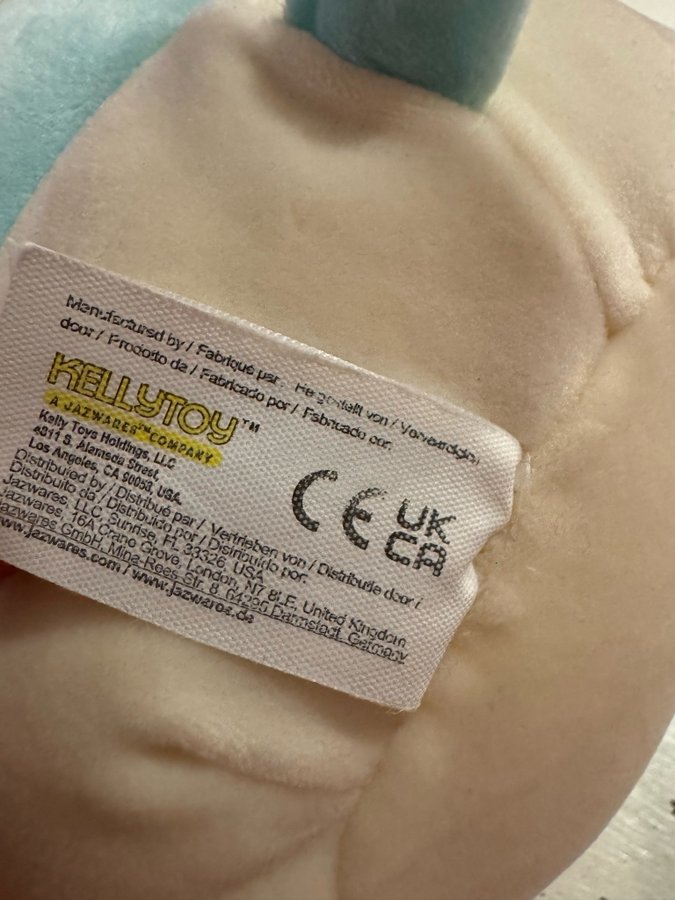 Manufactured by / Fabriqué par / Hergestellt von / Vervaardigd
door / Prodotto da / Fabricado por / Fabricado por:
KELLYTOY™
A JAZWARES™ COMPANY
Kelly Toys Holdings, LLC
4811 S. Alameda Street,
Los Angeles, CA 90058, USA.
Distributed by / Distribué par / Vertrieben von / Distributie door /
Distribuito da / Distribuido por / Distribuído por:
Jazwares, LLC, Sunrise, FL 33326, USA
Jazwares, 16A Crane Grove, London, N7 8LE, United Kingdom
Jazwares GmbH, Mina-Rees-Str. 8, 64295 Darmstadt, Germany
www.jazwares.com / www.jazwares.de
CE
UK
CA